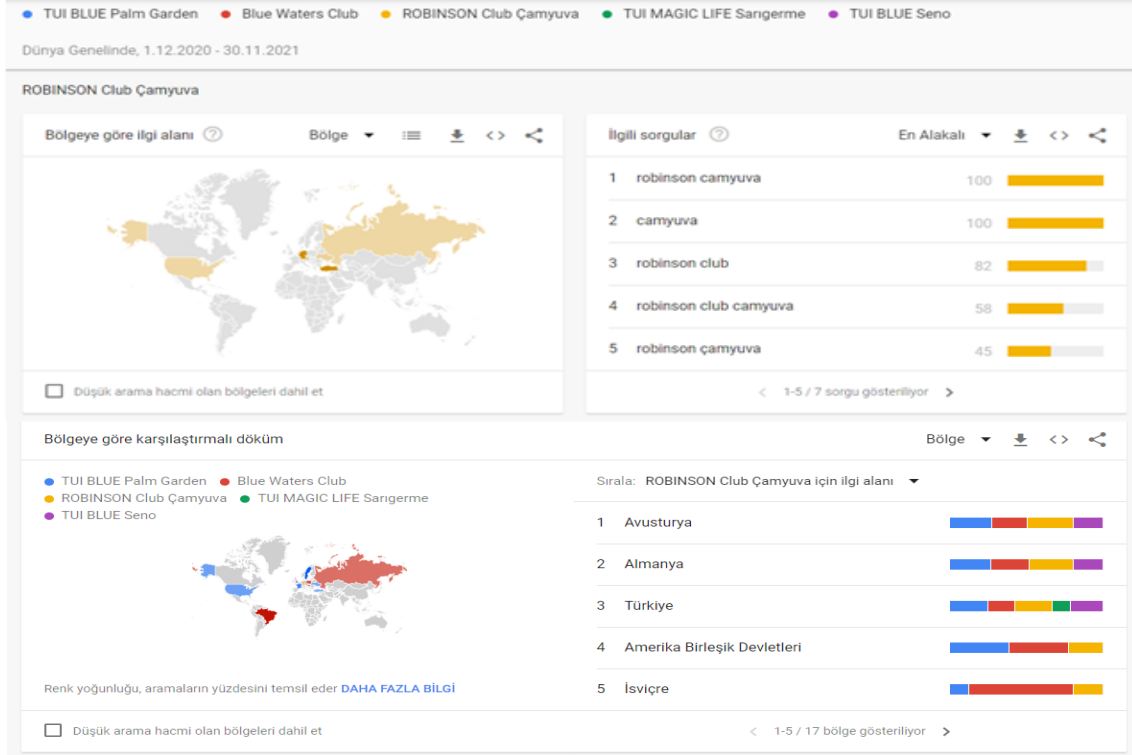 TUI BLUE Palm Garden Blue Waters Club ROBINSON Club Çamyuva TUI MAGIC LIFE Sarıgerme TUI BLUE Seno
Dünya Genelinde, 1.12.2020 - 30.11.2021
ROBINSON Club Çamyuva
Bölgeye göre ilgi alanı Bölge
İlgili sorgular En Alakalı
1 robinson camyuva 100
2 camyuva 100
3 robinson club 82
4 robinson club camyuva 58
5 robinson çamyuva 45
Düşük arama hacmi olan bölgeleri dahil et
1-5 / 7 sorgu gösteriliyor
Bölgeye göre karşılaştırmalı döküm Bölge
TUI BLUE Palm Garden Blue Waters Club
ROBINSON Club Çamyuva TUI MAGIC LIFE Sarıgerme
TUI BLUE Seno
Sırala: ROBINSON Club Çamyuva için ilgi alanı
1 Avusturya
2 Almanya
3 Türkiye
4 Amerika Birleşik Devletleri
5 İsviçre
Renk yoğunluğu, aramaların yüzdesini temsil eder DAHA FAZLA BİLGİ
Düşük arama hacmi olan bölgeleri dahil et
1-5 / 17 bölge gösteriliyor